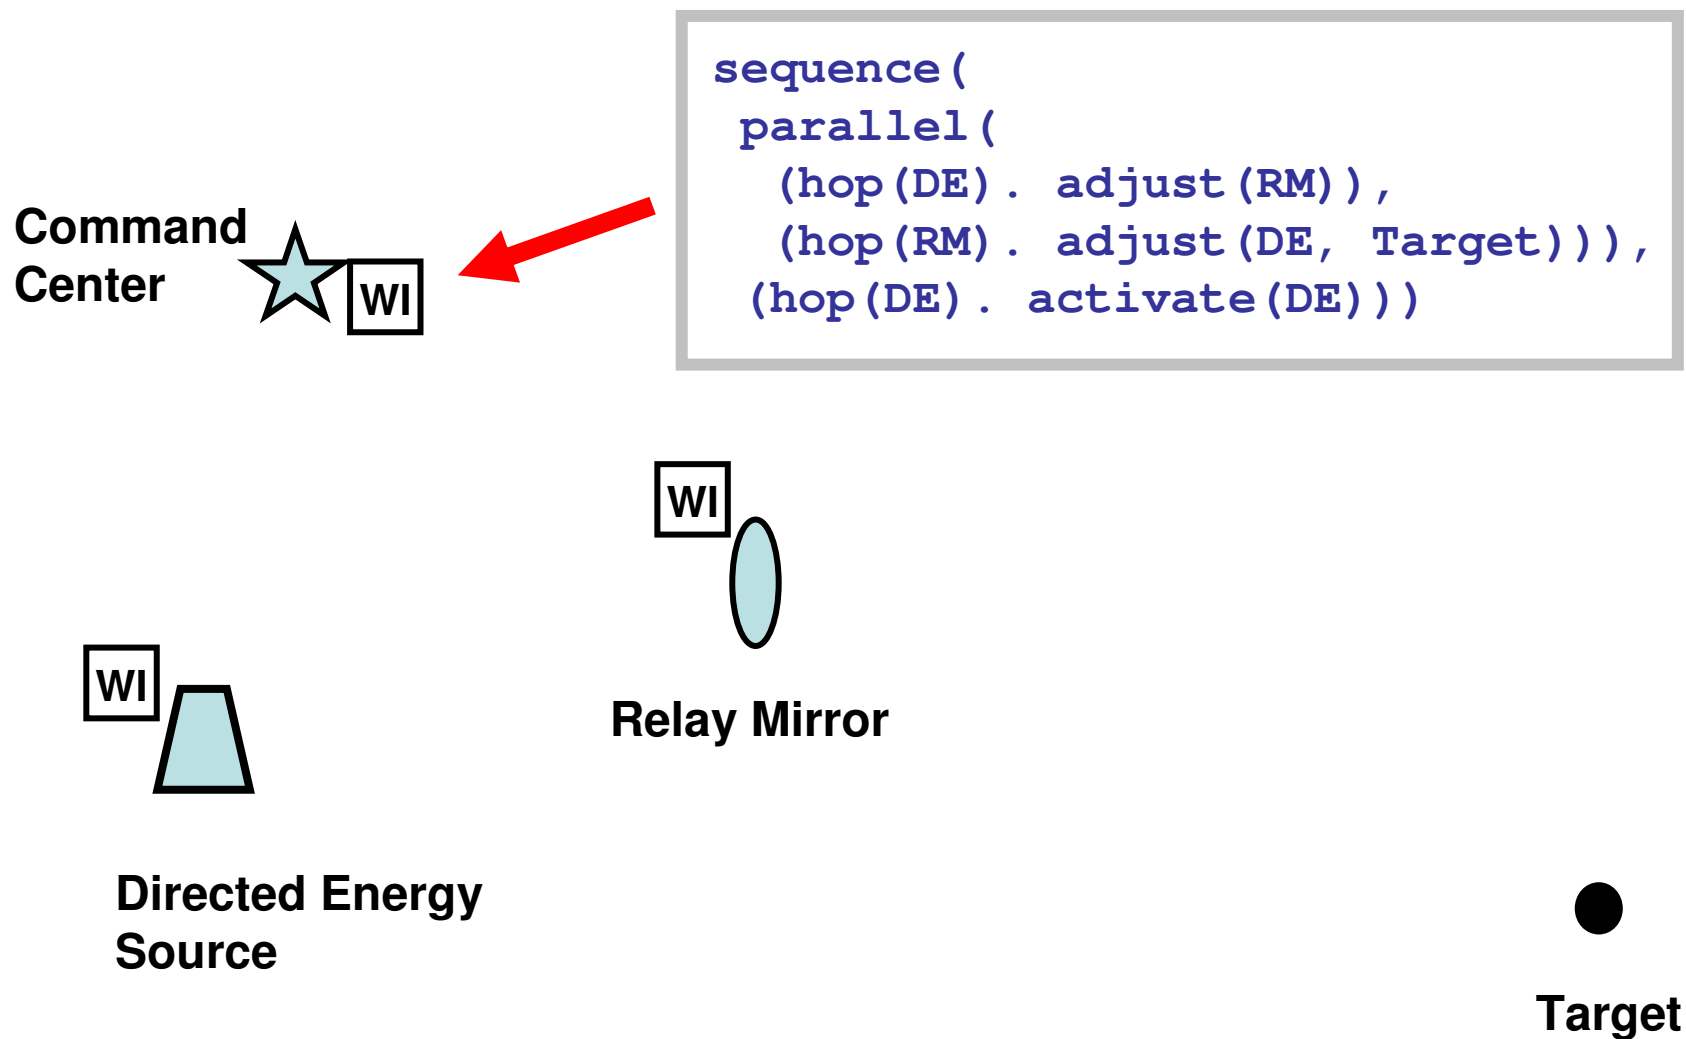 sequence(
parallel(
(hop(DE). adjust(RM)),
(hop(RM). adjust(DE, Target))),
(hop(DE). activate(DE)))
Command
Center
WI
WI
Relay Mirror
WI
Directed Energy
Source
Target